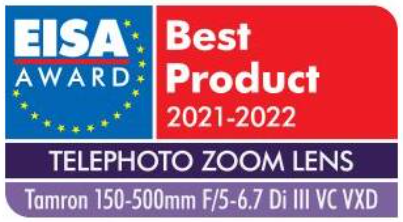 EISA
AWARD
Best
Product
2021-2022
TELEPHOTO ZOOM LENS
Tamron 150-500mm F/5-6.7 Di III VC VXD